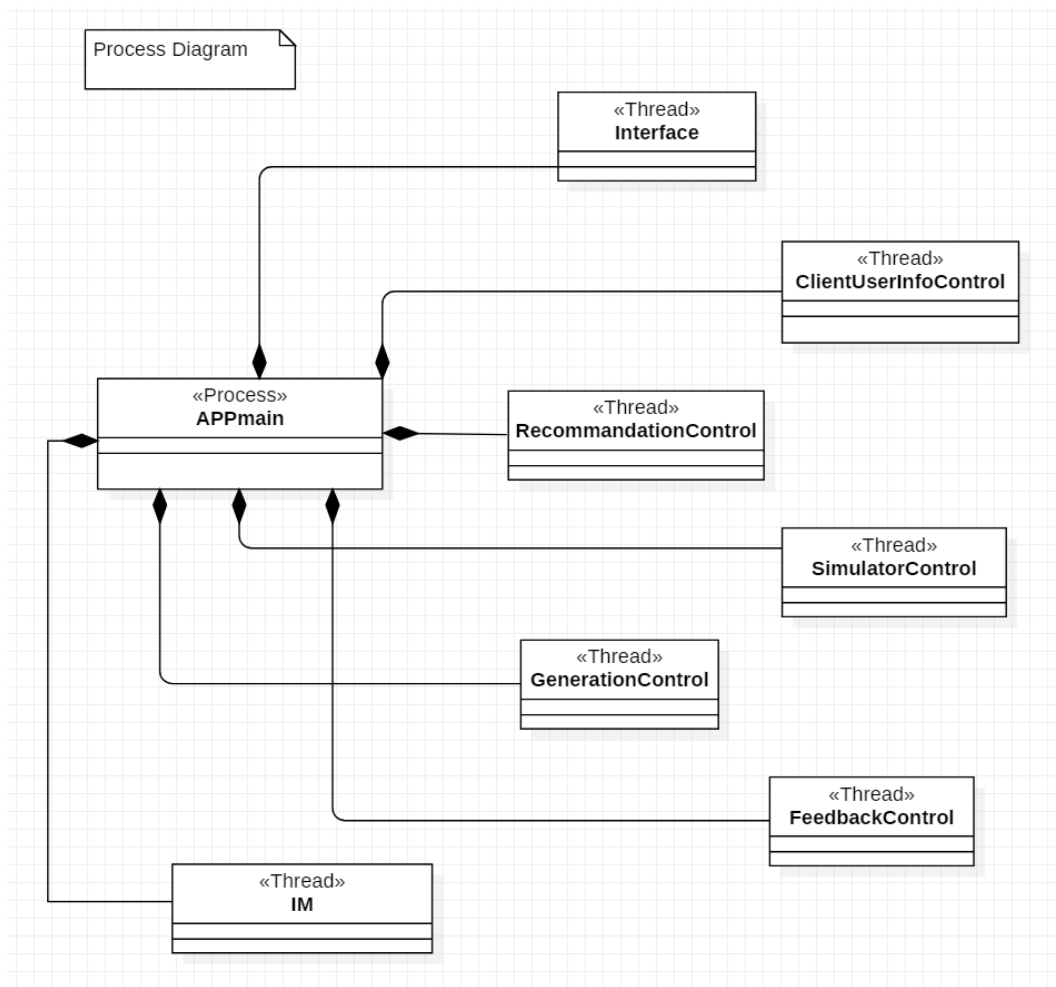 Process Diagram
«Thread»
Interface
«Thread»
ClientUserInfoControl
«Process»
APPmain
«Thread»
RecommandationControl
«Thread»
SimulatorControl
«Thread»
GenerationControl
«Thread»
FeedbackControl
«Thread»
IM